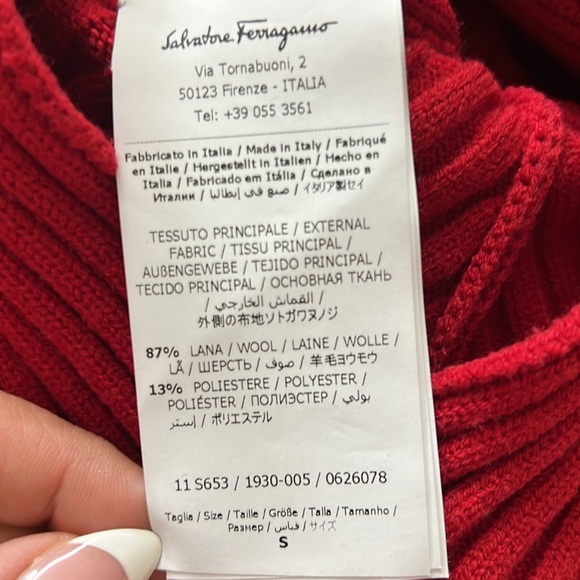 Salvatore Ferragamo
Via Tornabuoni, 2
50123 Firenze - ITALIA
Tel: +39 055 3561
Fabbricato in Italia / Made in Italy / Fabriqué
en Italie / Hergestellt in Italien / Hecho en
Italia / Fabricado em Itália / Сделано в
Италии / صنع في إيطاليا / イタリア製セイ
TESSUTO PRINCIPALE / EXTERNAL
FABRIC / TISSU PRINCIPAL /
AUßENGEWEBE / TEJIDO PRINCIPAL /
TECIDO PRINCIPAL / ОСНОВНАЯ ТКАНЬ
/ القماش الخارجي /
外側の布地ソトガワヌノジ
87% LANA / WOOL / LAINE / WOLLE /
LÃ / ШЕРСТЬ / صوف / 羊毛ヨウモウ
13% POLIESTERE / POLYESTER /
POLIÉSTER / ПОЛИЭСТЕР / بولي
إستر / ポリエステル
11 S653 / 1930-005 / 0626078
Taglia / Size / Taille / Größe / Talla / Tamanho /
Размер / قياس / サイズ
S